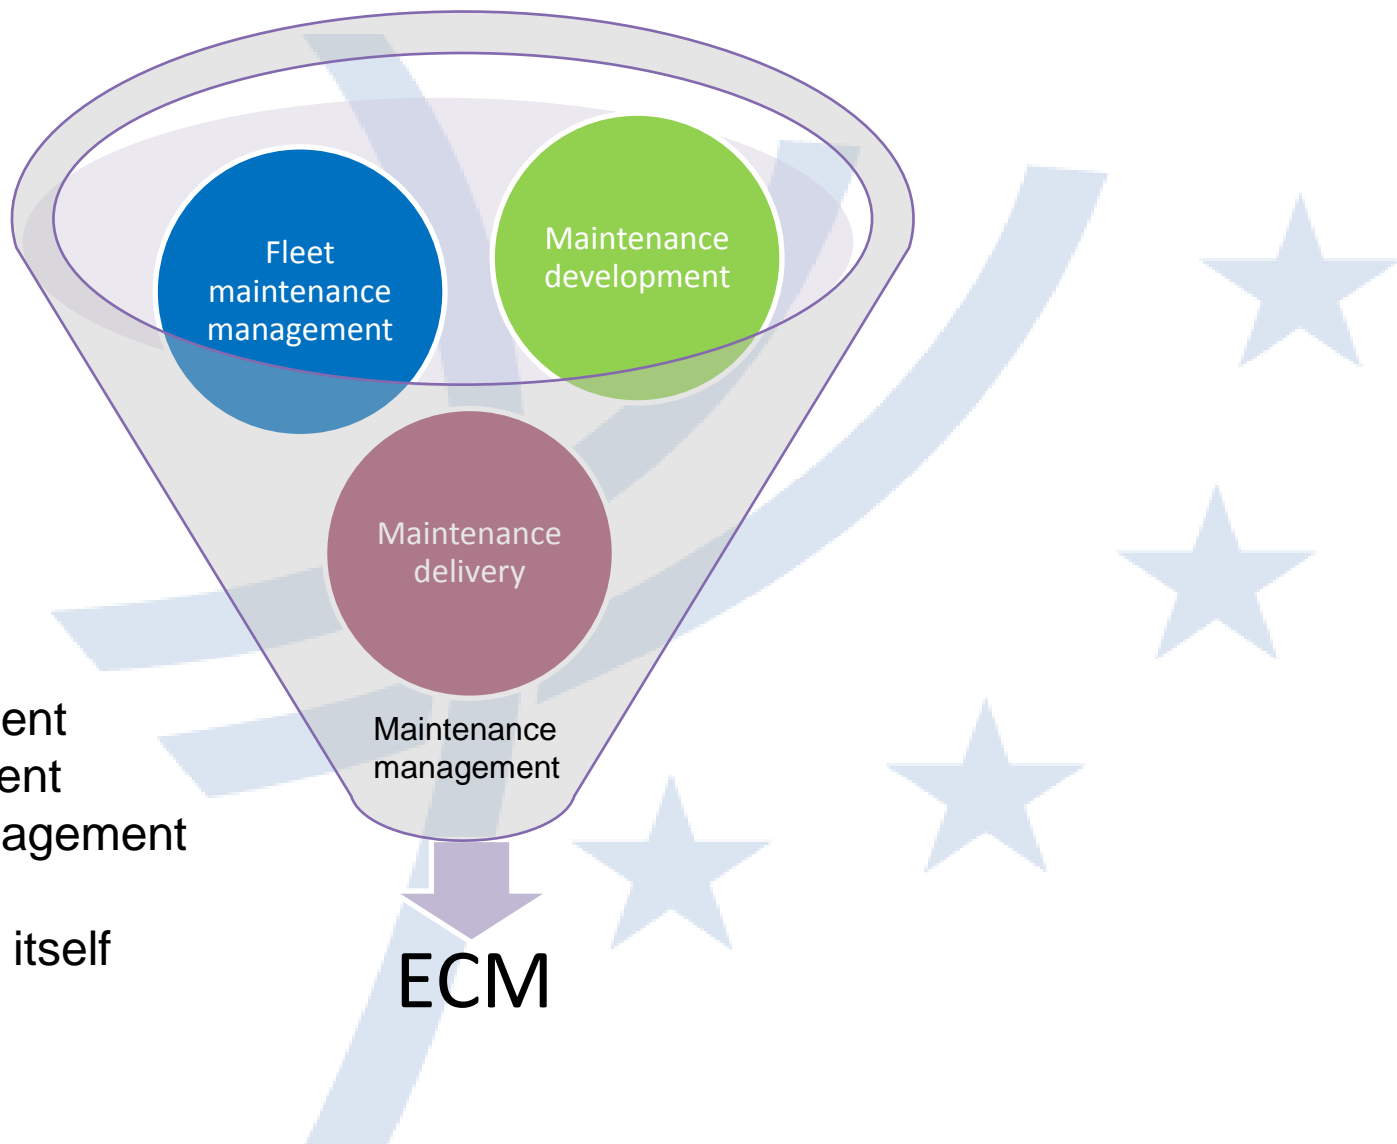 Fleet
maintenance
management
Maintenance
development
Maintenance
delivery
Maintenance
management
ent
ent
agement
itself
ECM